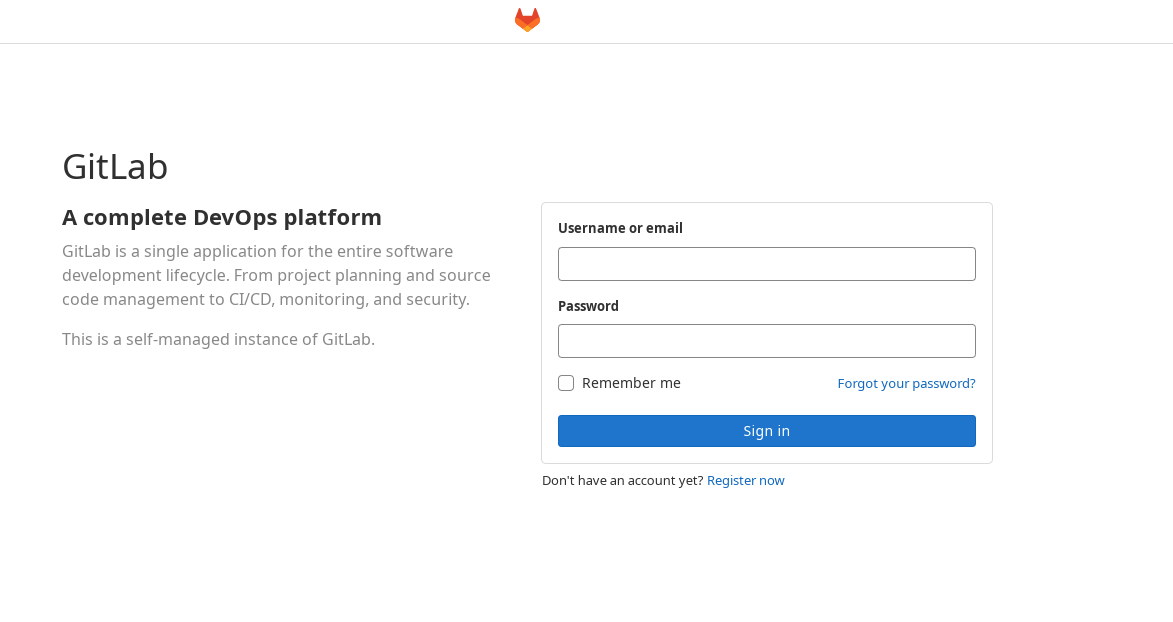 GitLab
A complete DevOps platform
GitLab is a single application for the entire software
development lifecycle. From project planning and source
code management to CI/CD, monitoring, and security.
This is a self-managed instance of GitLab.
Username or email
Password
Remember me
Forgot your password?
Sign in
Don't have an account yet? Register now